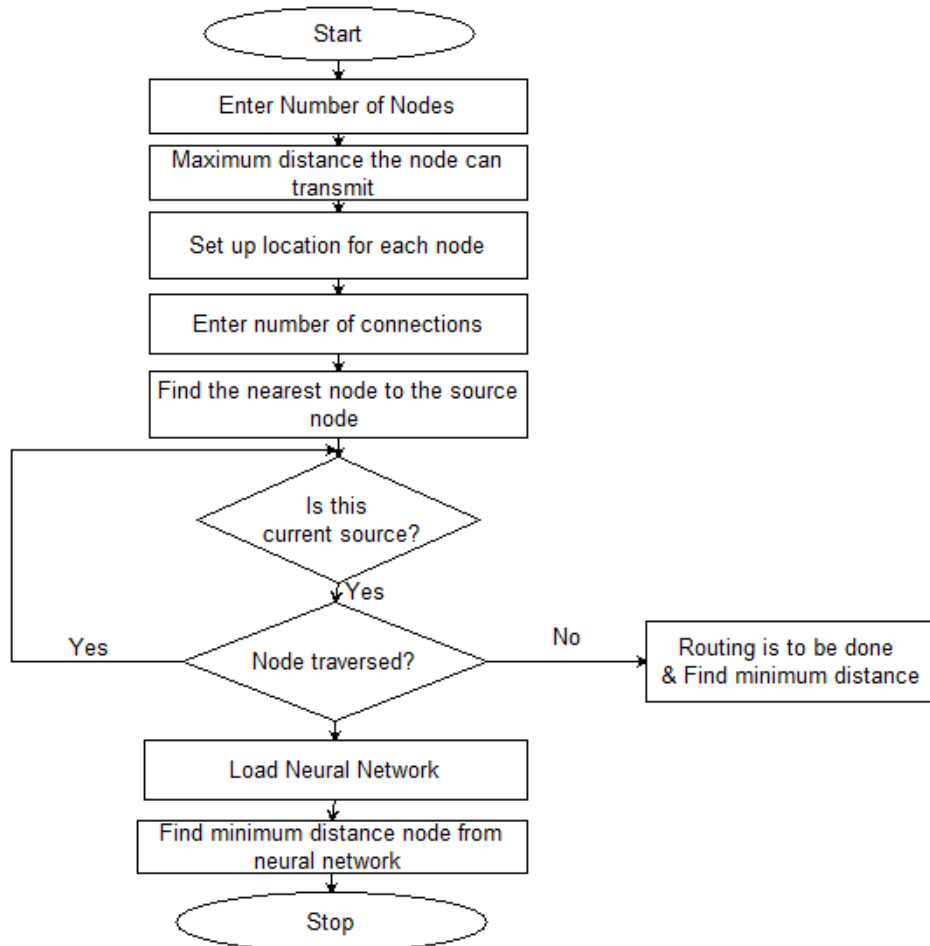 Start
Enter Number of Nodes
Maximum distance the node can
transmit
Set up location for each node
Enter number of connections
Find the nearest node to the source
node
Is this
current source?
Yes
Yes
Node traversed?
No
Routing is to be done
& Find minimum distance
Load Neural Network
Find minimum distance node from
neural network
Stop